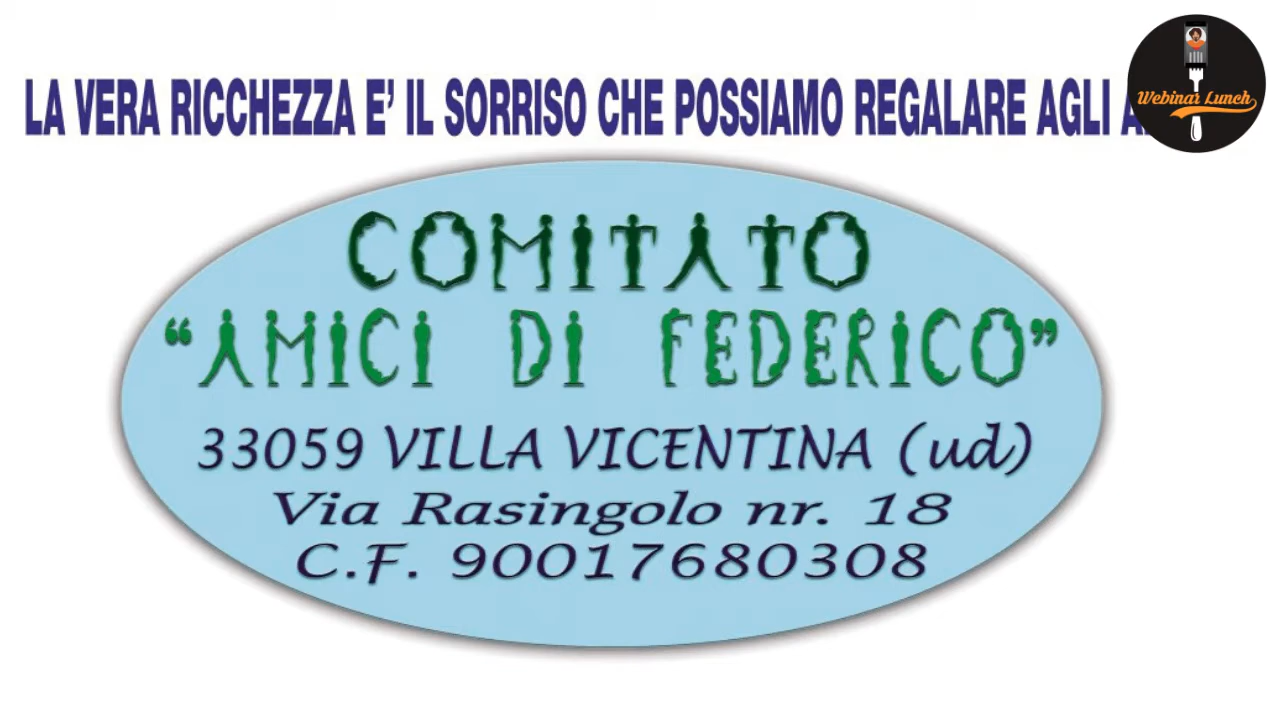 LA VERA RICCHEZZA E' IL SORRISO CHE POSSIAMO REGALARE AGLI
Webinar Lunch
COMITATO
“AMICI DI FEDERICO”
33059 VILLA VICENTINA (ud)
Via Rasingolo nr. 18
C.F. 90017680308